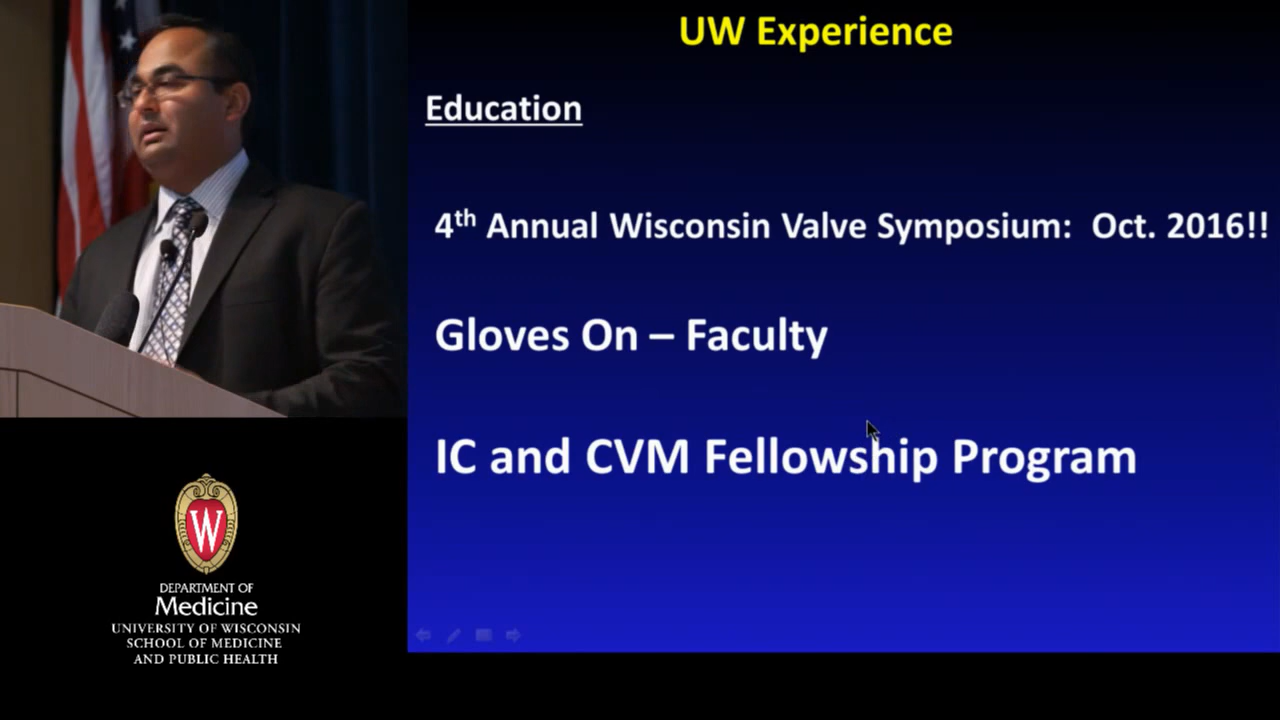 UW Experience
Education
4th Annual Wisconsin Valve Symposium: Oct. 2016!!
Gloves On – Faculty
IC and CVM Fellowship Program
W
DEPARTMENT OF
Medicine
UNIVERSITY OF WISCONSIN
SCHOOL OF MEDICINE
AND PUBLIC HEALTH